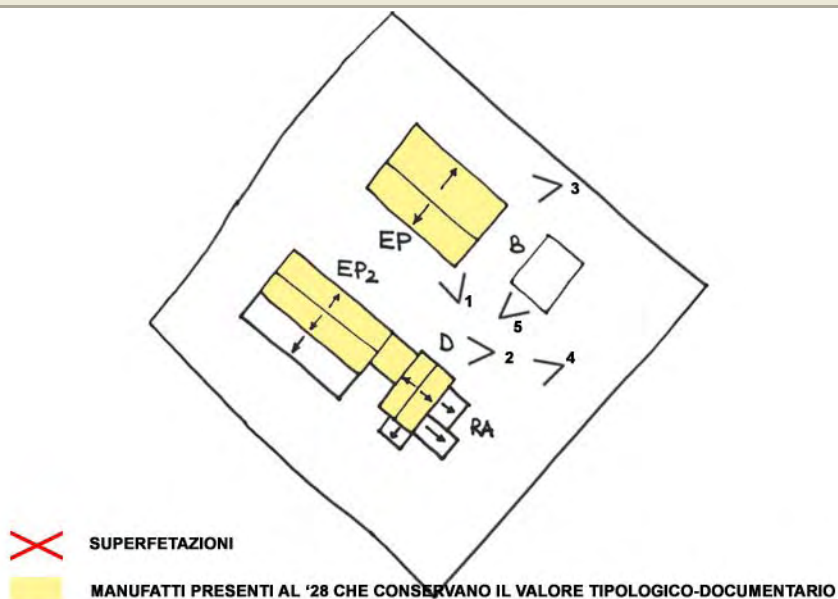 3
B
EP
EP2
1
5
D
2
4
RA
SUPERFETAZIONI
MANUFATTI PRESENTI AL '28 CHE CONSERVANO IL VALORE TIPOLOGICO-DOCUMENTARIO